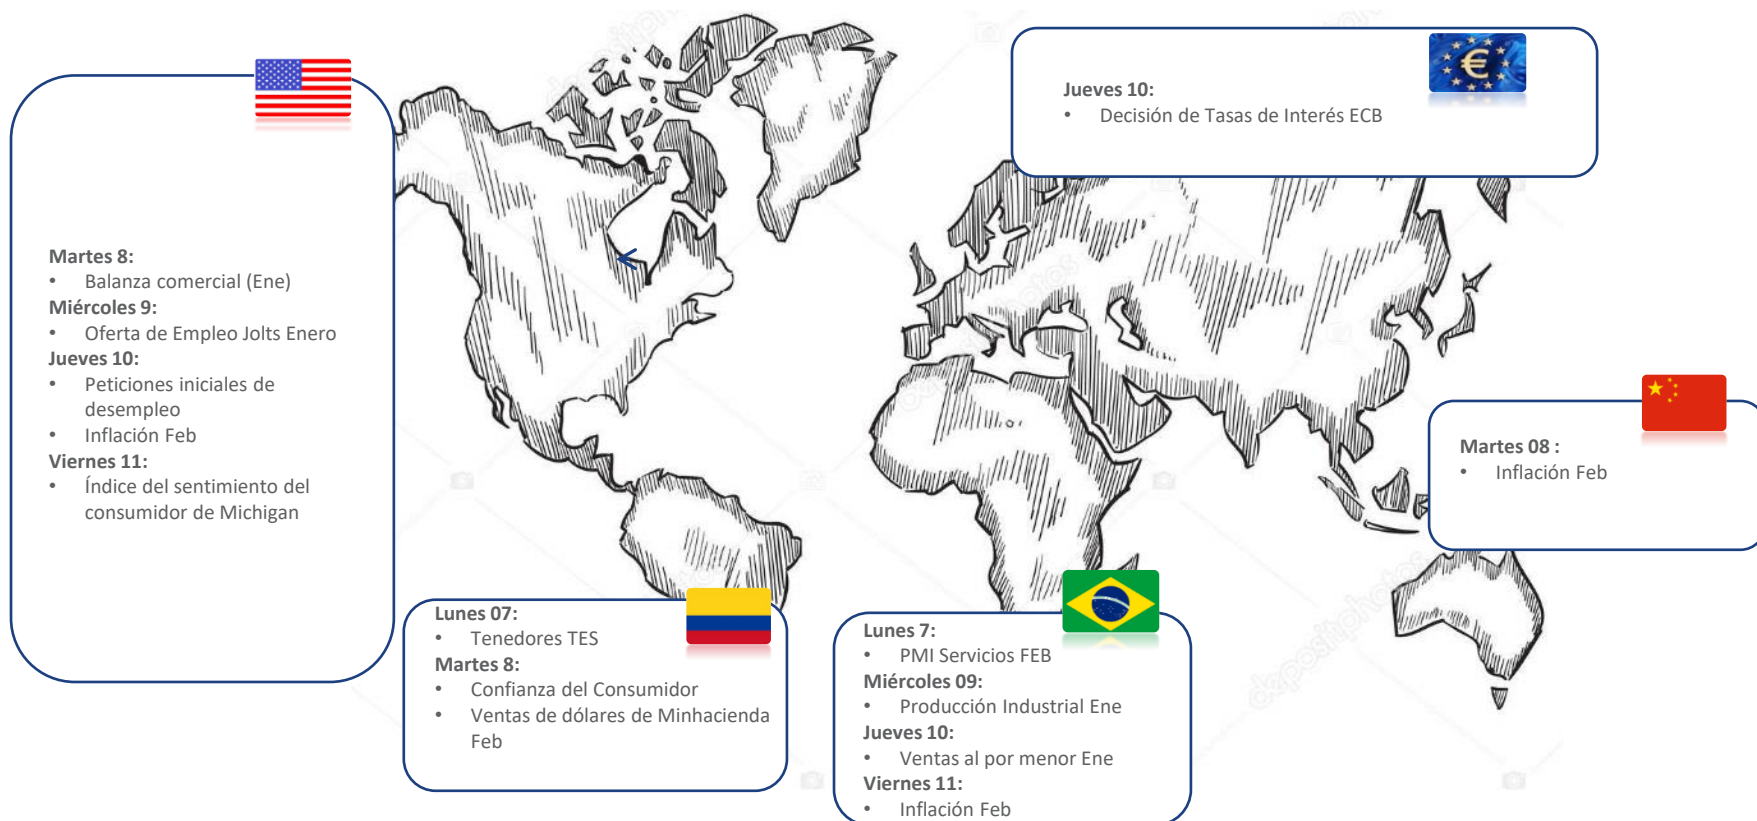 Martes 8:
• Balanza comercial (Ene)
Miércoles 9:
• Oferta de Empleo Jolts Enero
Jueves 10:
• Peticiones iniciales de
desempleo
• Inflación Feb
Viernes 11:
• Índice del sentimiento del
consumidor de Michigan
Jueves 10:
• Decisión de Tasas de Interés ECB
€
Martes 08 :
• Inflación Feb
Lunes 07:
• Tenedores TES
Martes 8:
• Confianza del Consumidor
• Ventas de dólares de Minhacienda
Feb
Lunes 7:
• PMI Servicios FEB
Miércoles 09:
• Producción Industrial Ene
Jueves 10:
• Ventas al por menor Ene
Viernes 11:
• Inflación Feb
depositphotos